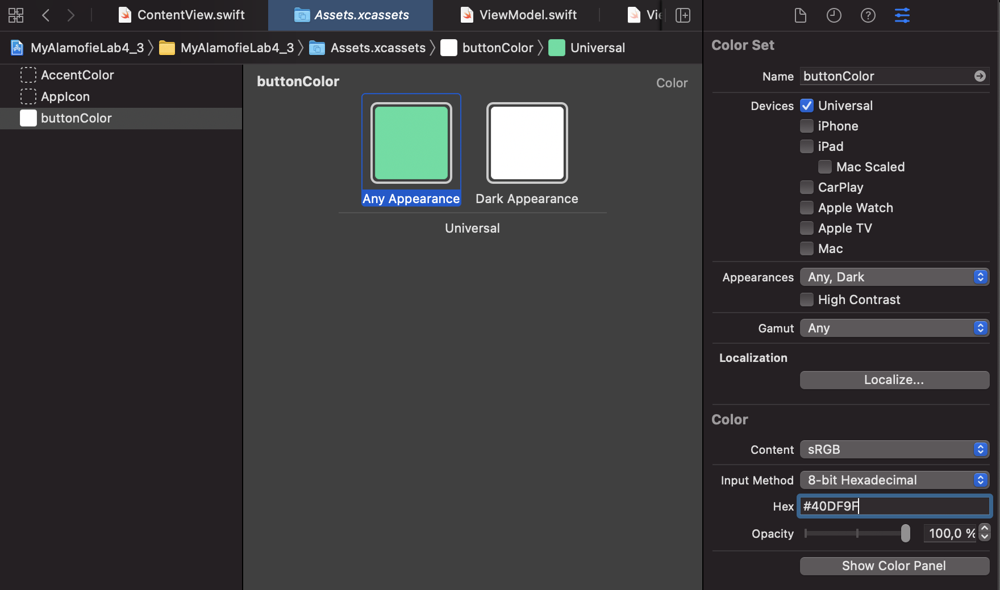 ContentView.swift
Assets.xcassets
ViewModel.swift
MyAlamofieLab4_3
MyAlamofieLab4_3
Assets.xcassets
buttonColor
Universal
AccentColor
AppIcon
buttonColor
buttonColor
Color
Any Appearance
Dark Appearance
Universal
Color Set
Name buttonColor
Devices Universal
iPhone
iPad
Mac Scaled
CarPlay
Apple Watch
Apple TV
Mac
Appearances Any, Dark
High Contrast
Gamut Any
Localization
Localize...
Color
Content sRGB
Input Method 8-bit Hexadecimal
Hex #40DF9F
Opacity 100,0 %
Show Color Panel